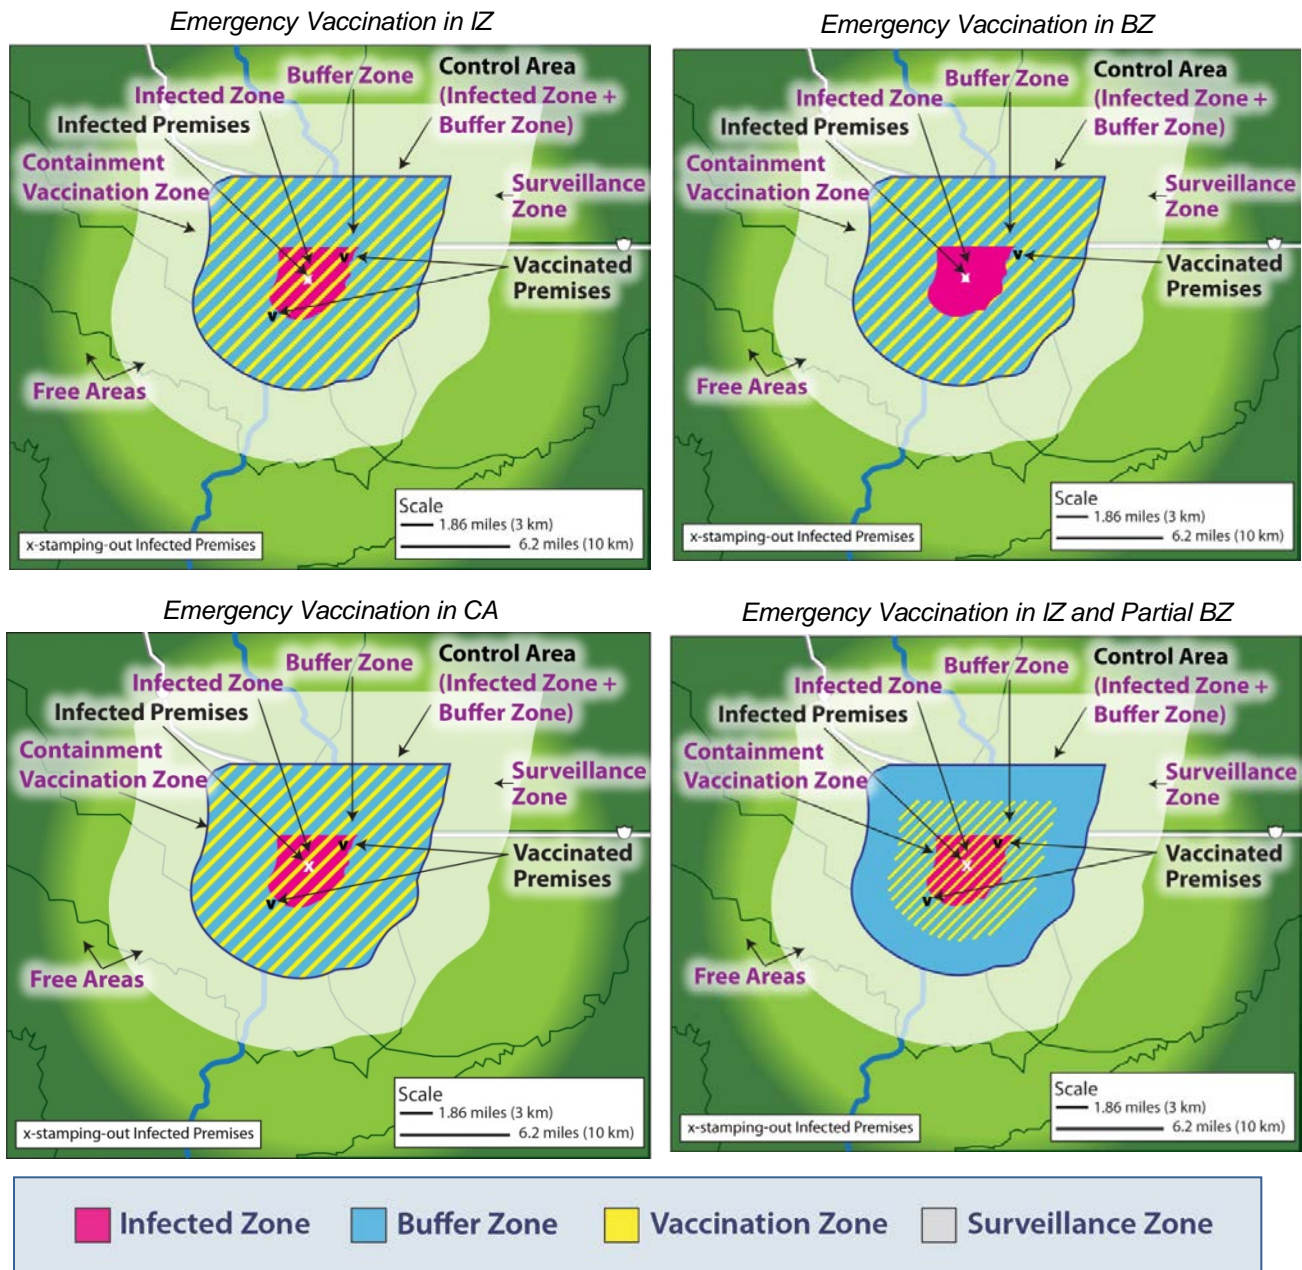 Emergency Vaccination in IZ
Buffer Zone
Control Area
(Infected Zone +
Buffer Zone)
Infected Zone
Infected Premises
Containment
Vaccination Zone
Surveillance
Zone
v
Vaccinated
Premises
x
v
Free Areas
Scale
1.86 miles (3 km)
6.2 miles (10 km)
x-stamping-out Infected Premises
Emergency Vaccination in BZ
Buffer Zone
Control Area
(Infected Zone +
Buffer Zone)
Infected Zone
Infected Premises
Containment
Vaccination Zone
Surveillance
Zone
v
Vaccinated
Premises
x
Free Areas
Scale
1.86 miles (3 km)
6.2 miles (10 km)
x-stamping-out Infected Premises
Emergency Vaccination in CA
Buffer Zone
Control Area
(Infected Zone +
Buffer Zone)
Infected Zone
Infected Premises
Containment
Vaccination Zone
Surveillance
Zone
v
Vaccinated
Premises
x
v
Free Areas
Scale
1.86 miles (3 km)
6.2 miles (10 km)
x-stamping-out Infected Premises
Emergency Vaccination in IZ and Partial BZ
Buffer Zone
Control Area
(Infected Zone +
Buffer Zone)
Infected Zone
Infected Premises
Containment
Vaccination Zone
Surveillance
Zone
v
Vaccinated
Premises
x
v
Free Areas
Scale
1.86 miles (3 km)
6.2 miles (10 km)
x-stamping-out Infected Premises
Infected Zone Buffer Zone Vaccination Zone Surveillance Zone